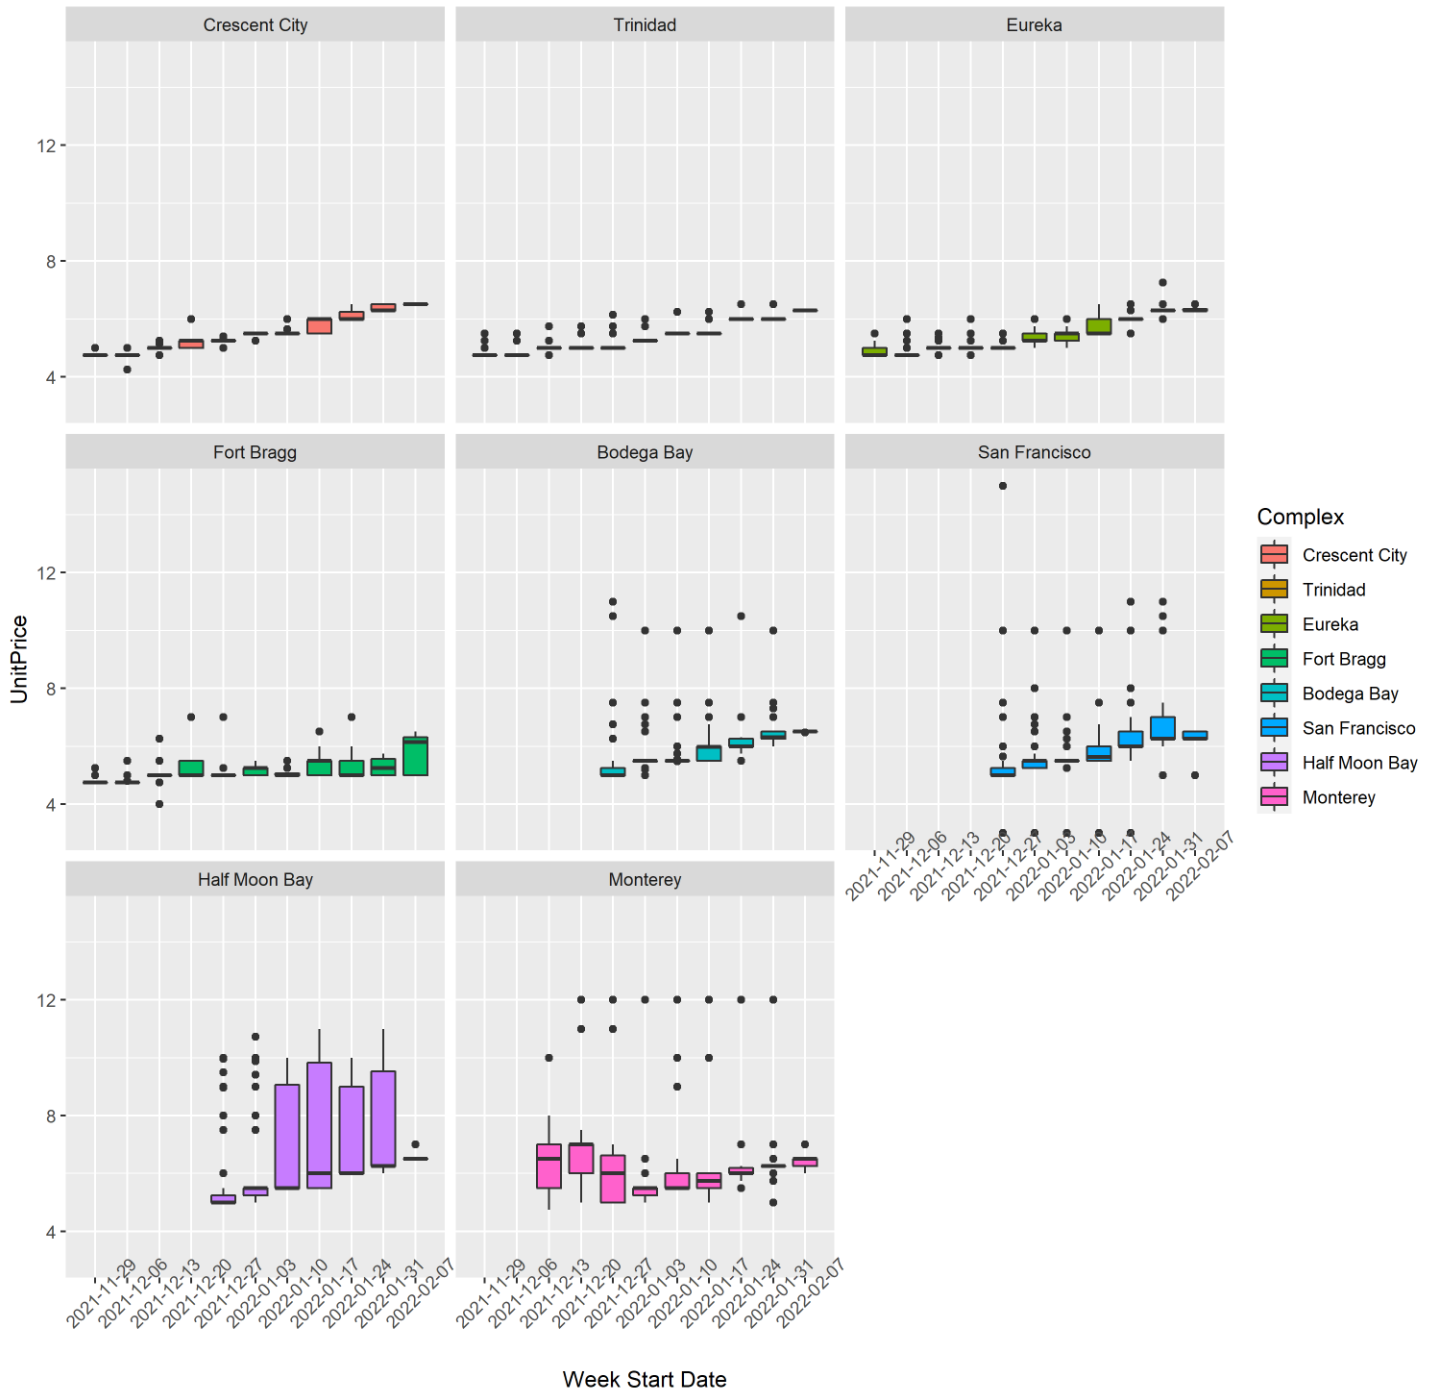 Crescent City
Trinidad
Eureka
12
8
4
Fort Bragg
Bodega Bay
San Francisco
12
8
4
2021-11-29
2021-12-06
2021-12-13
2021-12-20
2021-12-27
2022-01-03
2022-01-10
2022-01-17
2022-01-24
2022-01-31
2022-02-07
Half Moon Bay
Monterey
12
8
4
2021-11-29
2021-12-06
2021-12-13
2021-12-20
2021-12-27
2022-01-03
2022-01-10
2022-01-17
2022-01-24
2022-01-31
2022-02-07
2021-11-29
2021-12-06
2021-12-13
2021-12-20
2021-12-27
2022-01-03
2022-01-10
2022-01-17
2022-01-24
2022-01-31
2022-02-07
UnitPrice
Week Start Date
Complex
Crescent City
Trinidad
Eureka
Fort Bragg
Bodega Bay
San Francisco
Half Moon Bay
Monterey